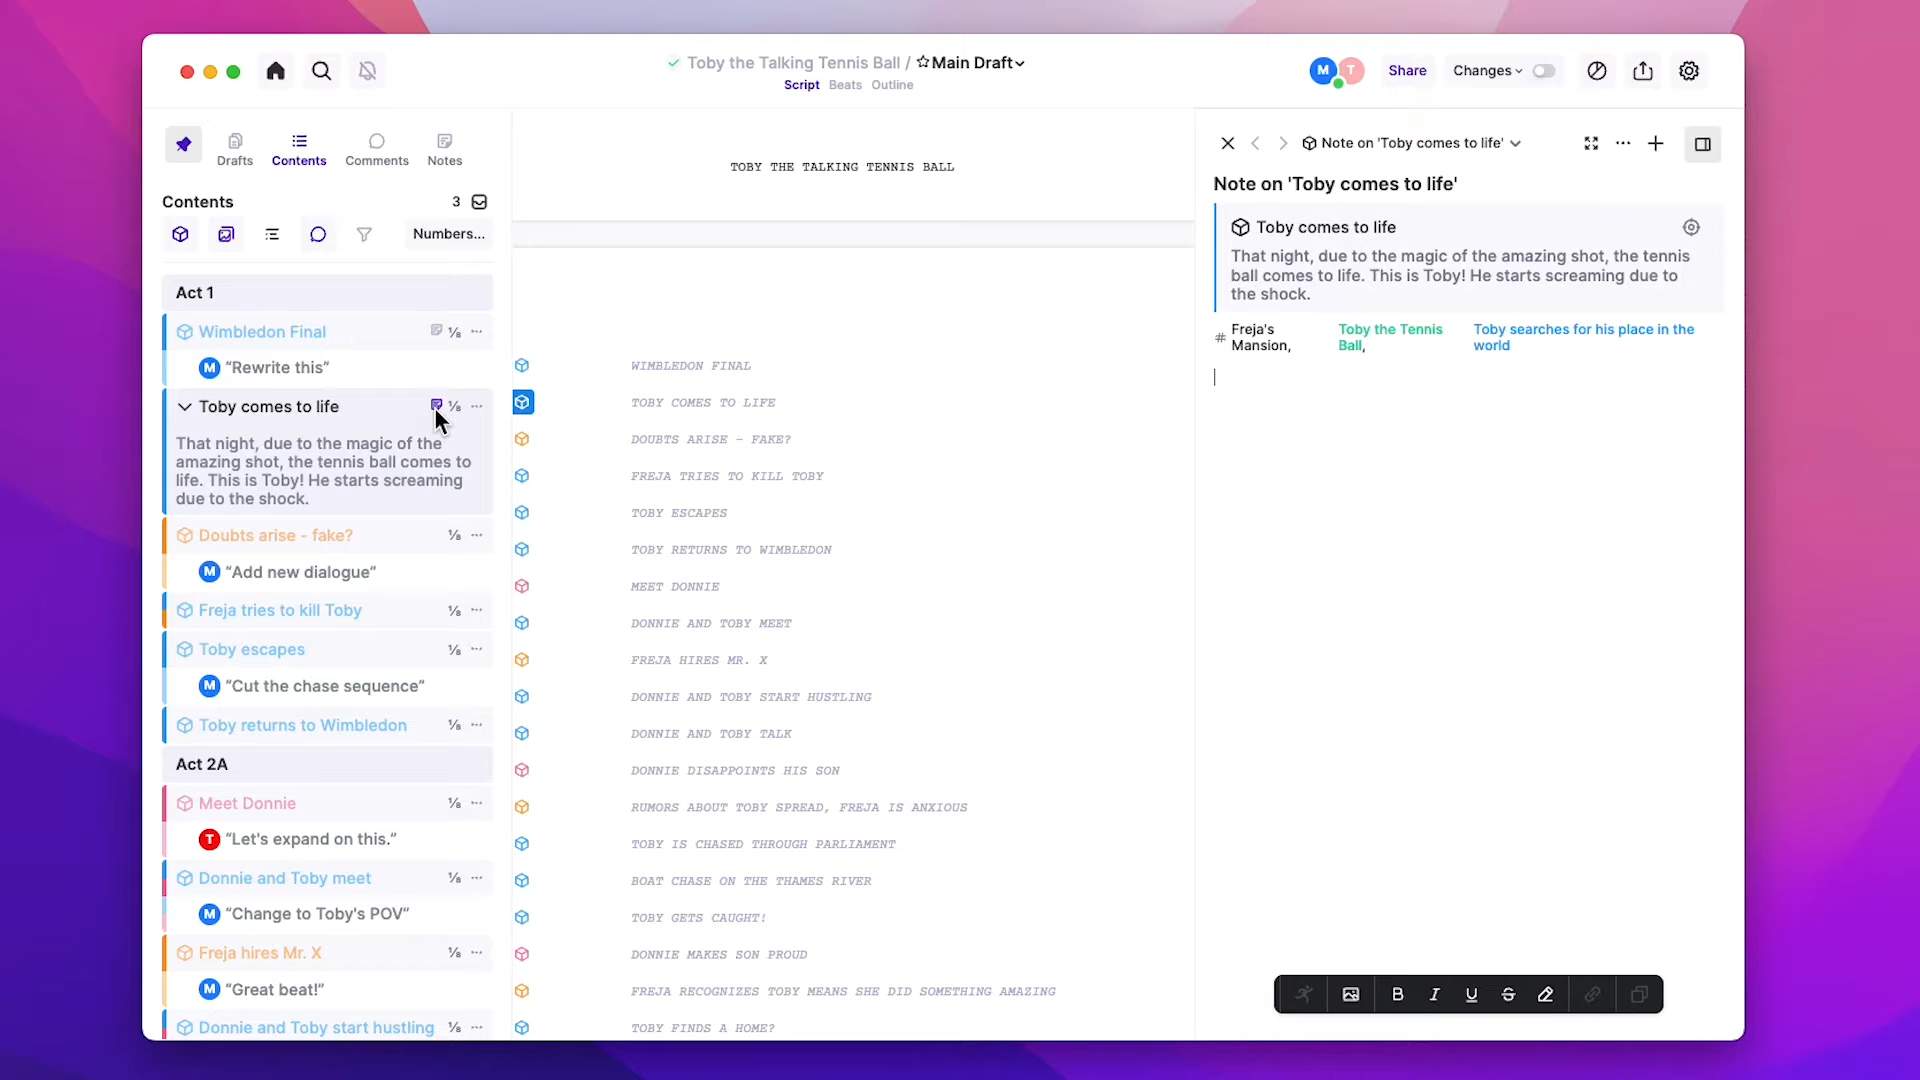 Toby the Talking Tennis Ball / Main Draft
Script Beats Outline
M T Share Changes
Drafts Contents Comments Notes
Contents 3
Numbers...
Act 1
Wimbledon Final ⅛
M “Rewrite this”
Toby comes to life ⅛
That night, due to the magic of the
amazing shot, the tennis ball comes to
life. This is Toby! He starts screaming
due to the shock.
Doubts arise - fake? ⅛
M “Add new dialogue”
Freja tries to kill Toby ⅛
Toby escapes ⅛
M “Cut the chase sequence”
Toby returns to Wimbledon ⅛
Act 2A
Meet Donnie ⅛
T “Let's expand on this.”
Donnie and Toby meet ⅛
M “Change to Toby's POV”
Freja hires Mr. X ⅛
M “Great beat!”
Donnie and Toby start hustling ⅛
TOBY THE TALKING TENNIS BALL
WIMBLEDON FINAL
TOBY COMES TO LIFE
DOUBTS ARISE - FAKE?
FREJA TRIES TO KILL TOBY
TOBY ESCAPES
TOBY RETURNS TO WIMBLEDON
MEET DONNIE
DONNIE AND TOBY MEET
FREJA HIRES MR. X
DONNIE AND TOBY START HUSTLING
DONNIE AND TOBY TALK
DONNIE DISAPPOINTS HIS SON
RUMORS ABOUT TOBY SPREAD, FREJA IS ANXIOUS
TOBY IS CHASED THROUGH PARLIAMENT
BOAT CHASE ON THE THAMES RIVER
TOBY GETS CAUGHT!
DONNIE MAKES SON PROUD
FREJA RECOGNIZES TOBY MEANS SHE DID SOMETHING AMAZING
TOBY FINDS A HOME?
Note on 'Toby comes to life'
Note on 'Toby comes to life'
Toby comes to life
That night, due to the magic of the amazing shot, the tennis
ball comes to life. This is Toby! He starts screaming due to
the shock.
# Freja's Mansion, Toby the Tennis Ball, Toby searches for his place in the world
B I U S